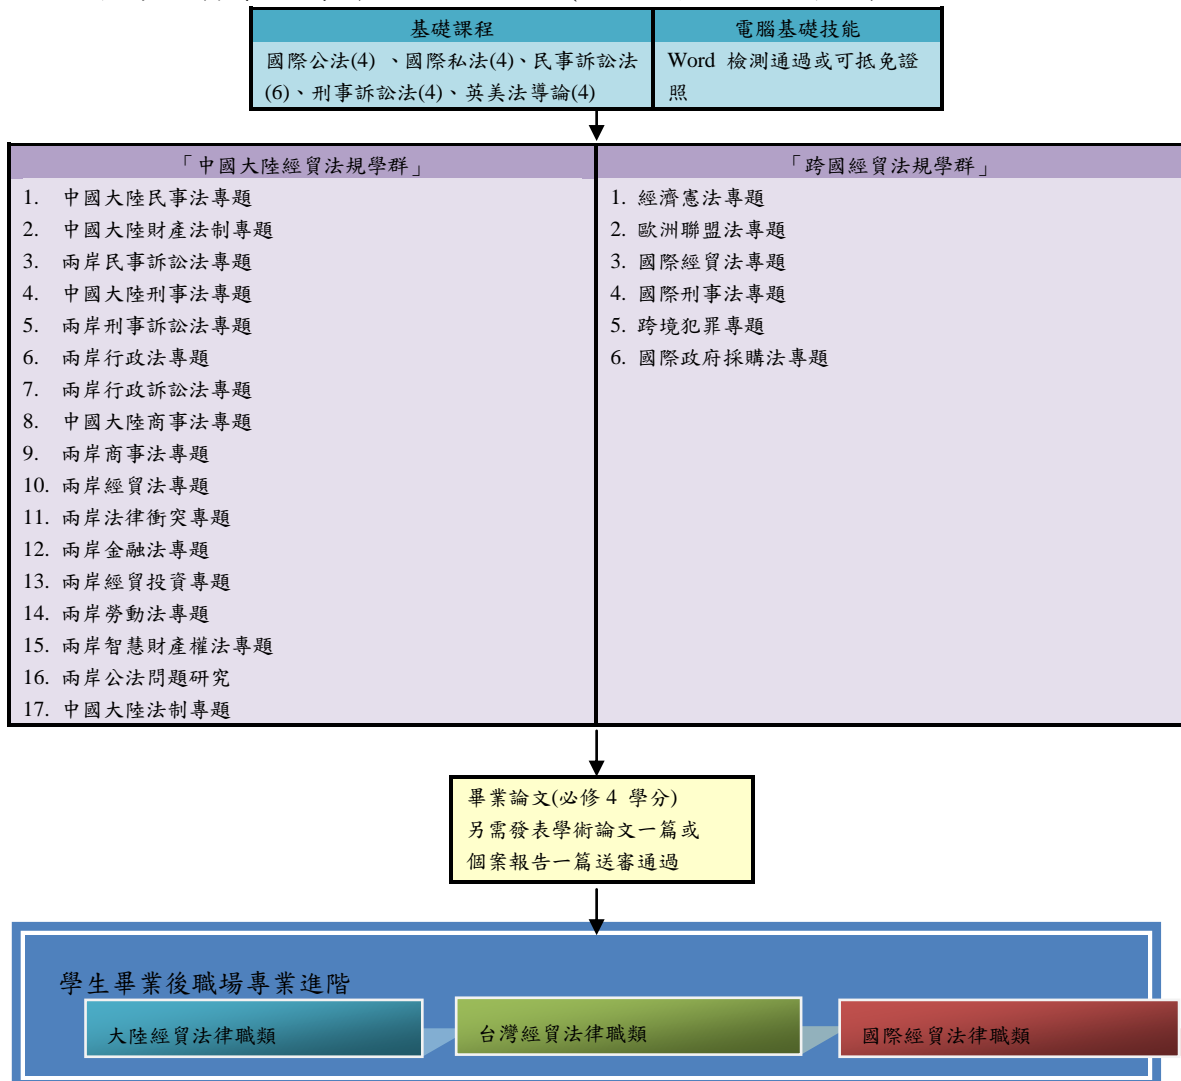 基礎課程
電腦基礎技能
國際公法(4) 、國際私法(4)、民事訴訟法
(6)、刑事訴訟法(4)、英美法導論(4)
Word 檢測通過或可抵免證
照
「中國大陸經貿法規學群」
1. 中國大陸民事法專題
2. 中國大陸財產法制專題
3. 兩岸民事訴訟法專題
4. 中國大陸刑事法專題
5. 兩岸刑事訴訟法專題
6. 兩岸行政法專題
7. 兩岸行政訴訟法專題
8. 中國大陸商事法專題
9. 兩岸商事法專題
10. 兩岸經貿法專題
11. 兩岸法律衝突專題
12. 兩岸金融法專題
13. 兩岸經貿投資專題
14. 兩岸勞動法專題
15. 兩岸智慧財產權法專題
16. 兩岸公法問題研究
17. 中國大陸法制專題
「跨國經貿法規學群」
1. 經濟憲法專題
2. 歐洲聯盟法專題
3. 國際經貿法專題
4. 國際刑事法專題
5. 跨境犯罪專題
6. 國際政府採購法專題
畢業論文(必修 4 學分)
另需發表學術論文一篇或
個案報告一篇送審通過
學生畢業後職場專業進階
大陸經貿法律職類
台灣經貿法律職類
國際經貿法律職類